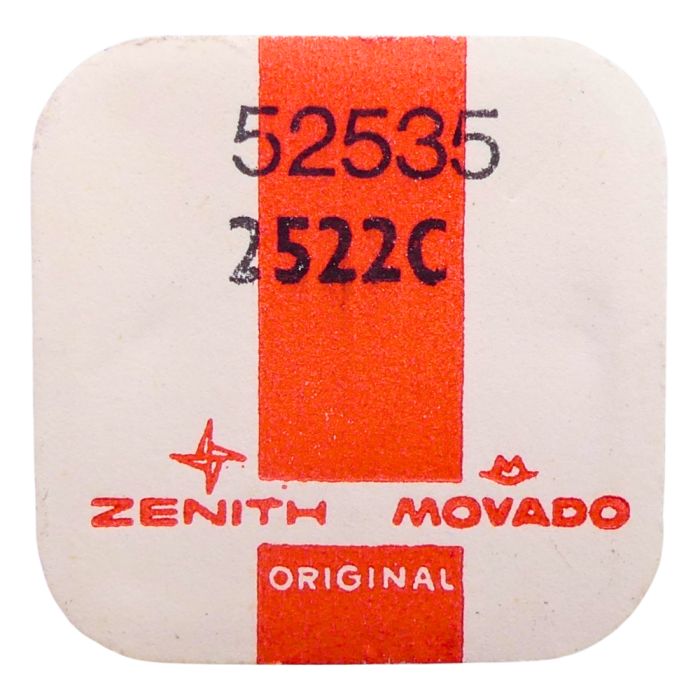 52535
2522C
ZENITH MOVADO
ORIGINAL